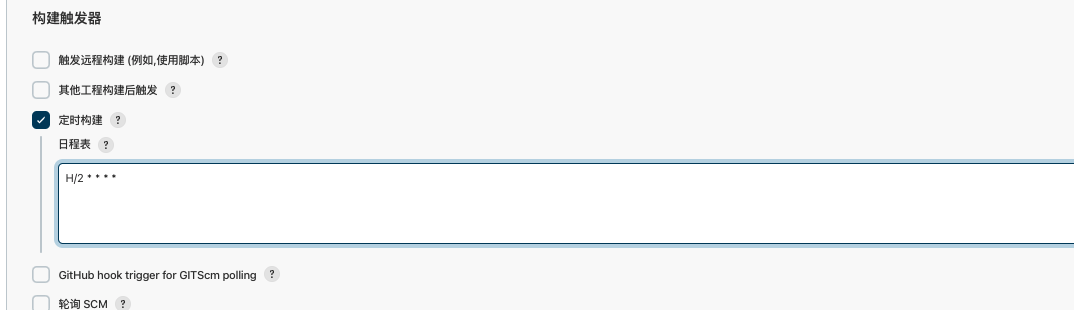 构建触发器
触发远程构建 (例如,使用脚本) ?
其他工程构建后触发 ?
定时构建 ?
日程表 ?
H/2 * * * *
GitHub hook trigger for GITScm polling ?
轮询 SCM ?